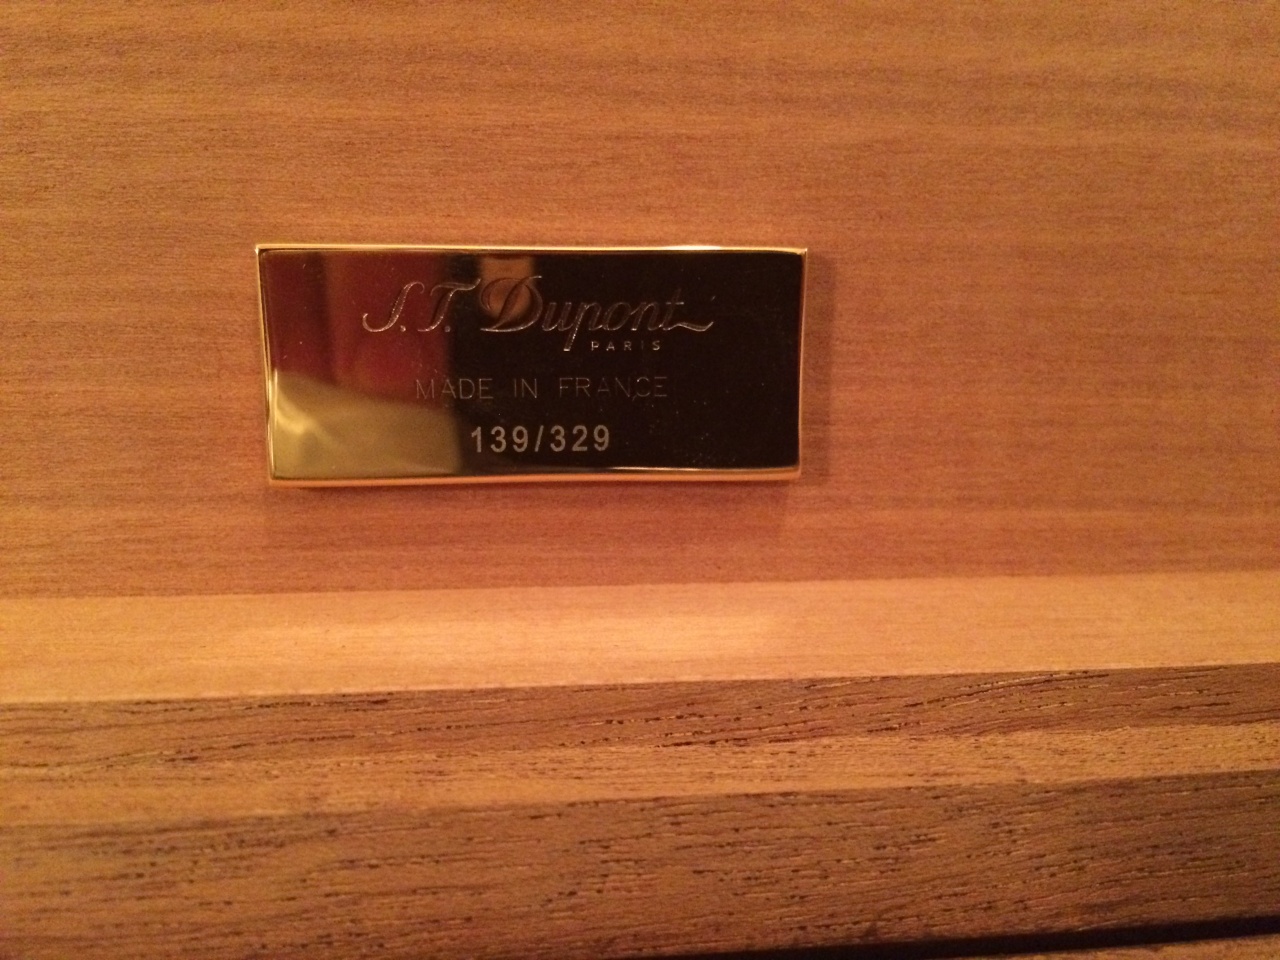 S.T. Dupont
PARIS
MADE IN FRANCE
139/329